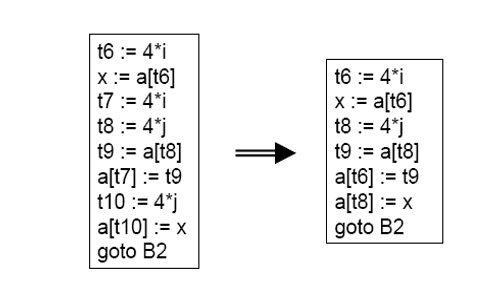 t6 := 4*i
x := a[t6]
t7 := 4*i
t8 := 4*j
t9 := a[t8]
a[t7] := t9
t10 := 4*j
a[t10] := x
goto B2
t6 := 4*i
x := a[t6]
t8 := 4*j
t9 := a[t8]
a[t6] := t9
a[t8] := x
goto B2